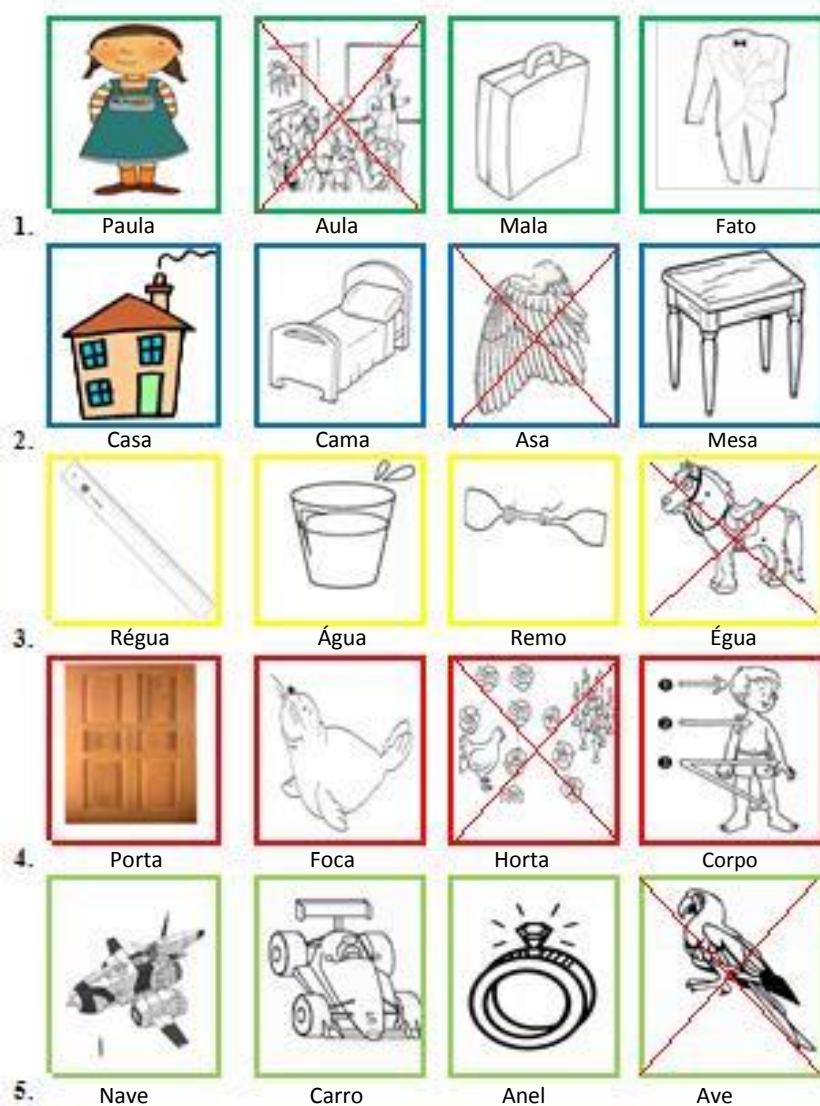 1. Paula Aula Mala Fato
2. Casa Cama Asa Mesa
3. Régua Água Remo Égua
4. Porta Foca Horta Corpo
5. Nave Carro Anel Ave